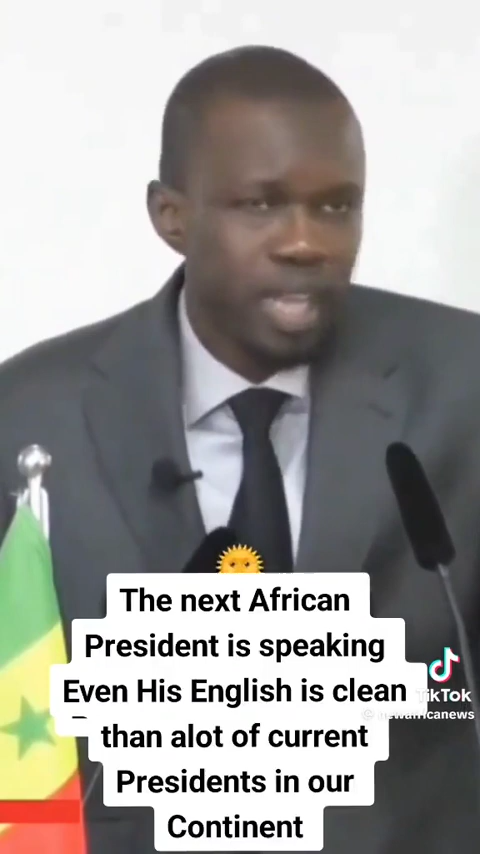 The next African
President is speaking
Even His English is clean
than alot of current
Presidents in our
Continent
TikTok
newafricanews